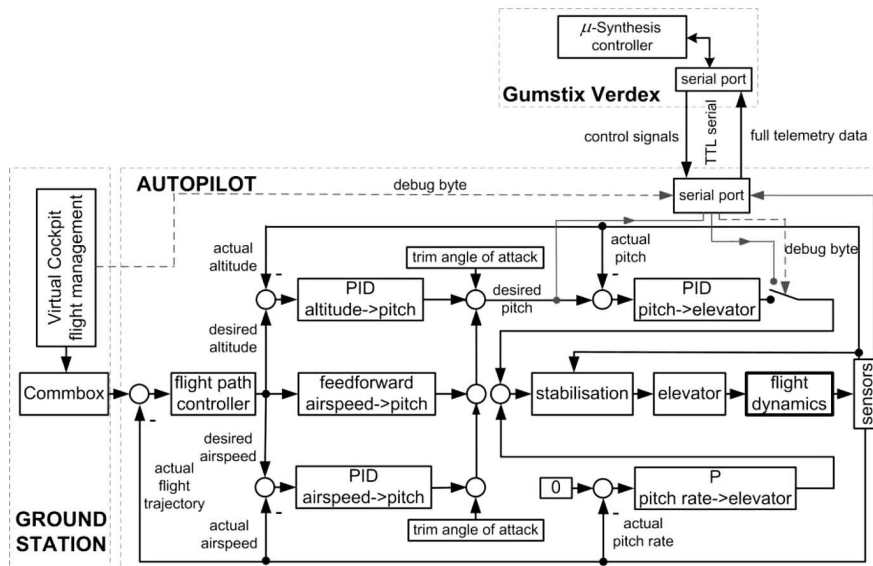 μ-Synthesis
controller
serial port
Gumstix Verdex
control signals
TTL serial
full telemetry data
AUTOPILOT
debug byte
serial port
Virtual Cockpit
flight management
actual
altitude
-
trim angle of attack
-
actual
pitch
debug byte
PID
altitude->pitch
desired
pitch
PID
pitch->elevator
desired
altitude
Commbox
-
flight path
controller
feedforward
airspeed->pitch
stabilisation
elevator
flight
dynamics
sensors
desired
airspeed
actual
flight
trajectory
PID
airspeed->pitch
0
P
pitch rate->elevator
-
actual
airspeed
trim angle of attack
-
actual
pitch rate
GROUND
STATION